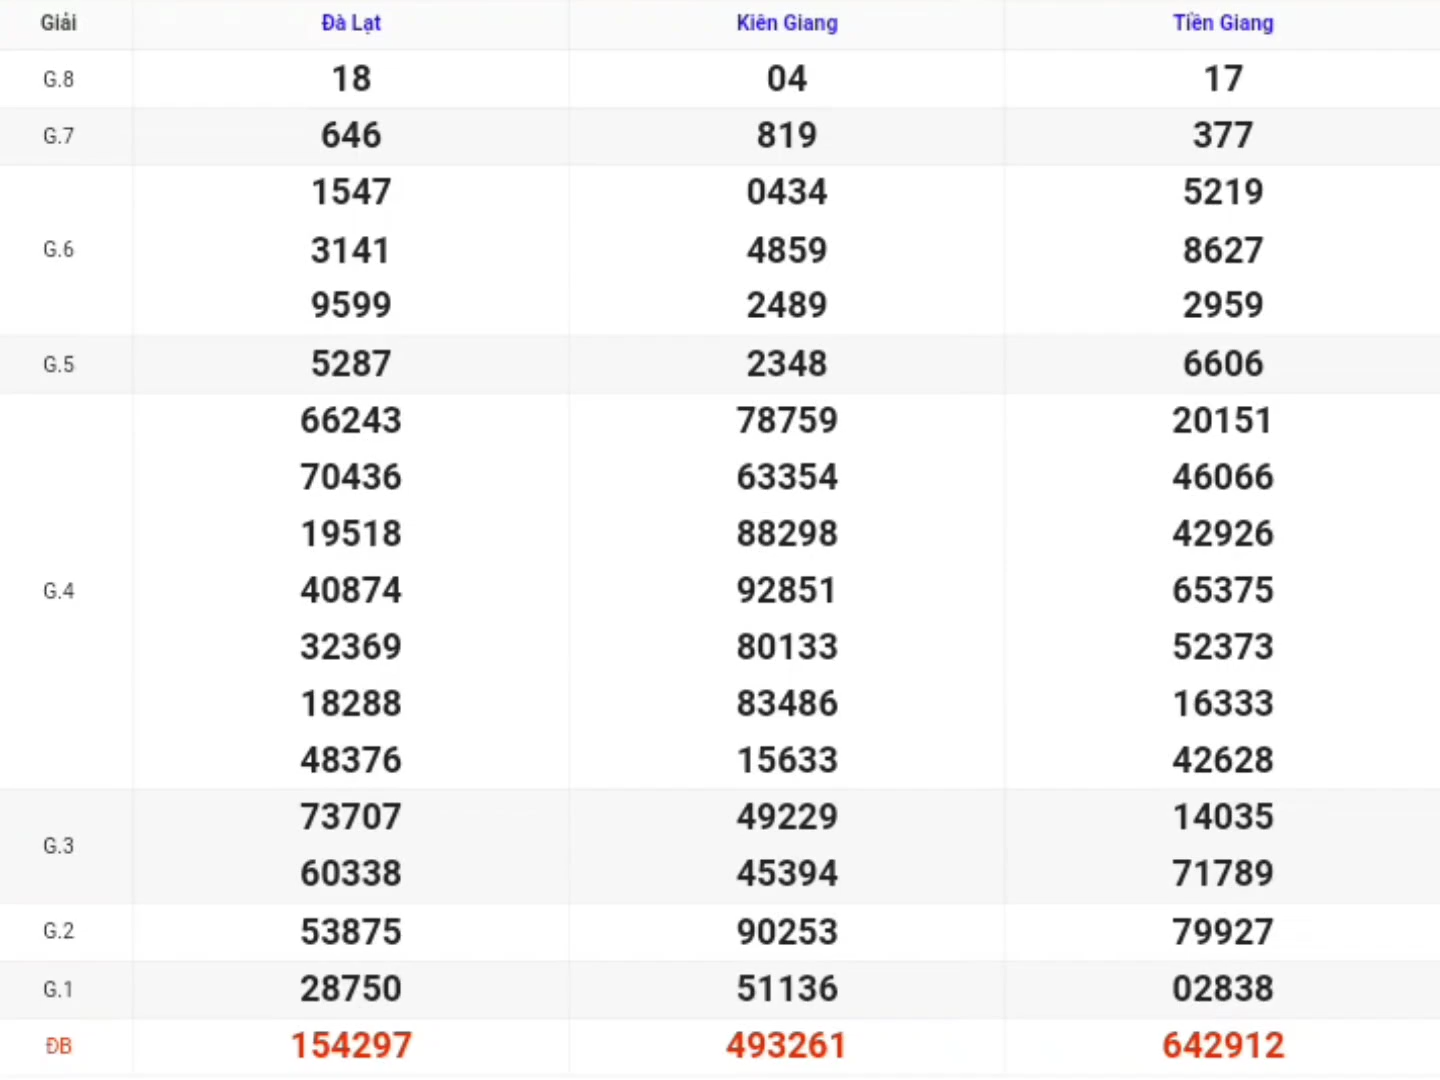 Giải Đà Lạt Kiên Giang Tiền Giang
G.8 18 04 17
G.7 646 819 377
1547 0434 5219
G.6 3141 4859 8627
9599 2489 2959
G.5 5287 2348 6606
66243 78759 20151
70436 63354 46066
19518 88298 42926
G.4 40874 92851 65375
32369 80133 52373
18288 83486 16333
48376 15633 42628
G.3 73707 49229 14035
60338 45394 71789
G.2 53875 90253 79927
G.1 28750 51136 02838
ĐB 154297 493261 642912